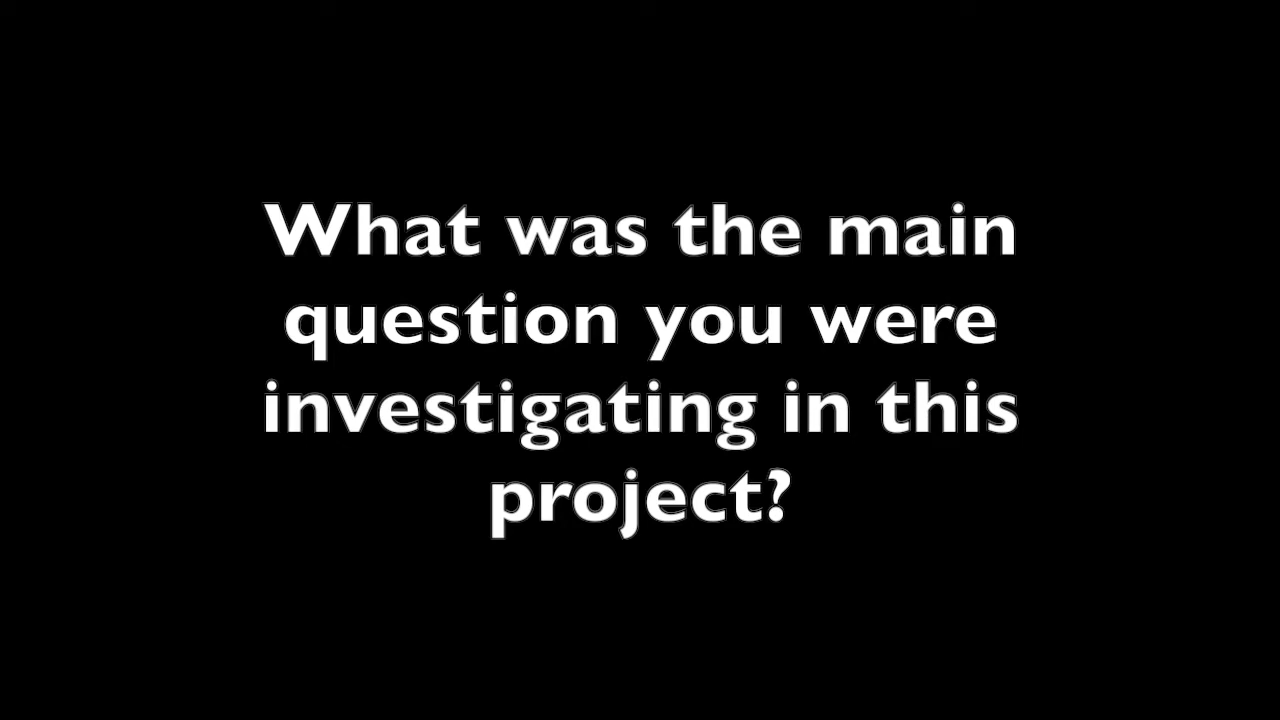 What was the main
question you were
investigating in this
project?